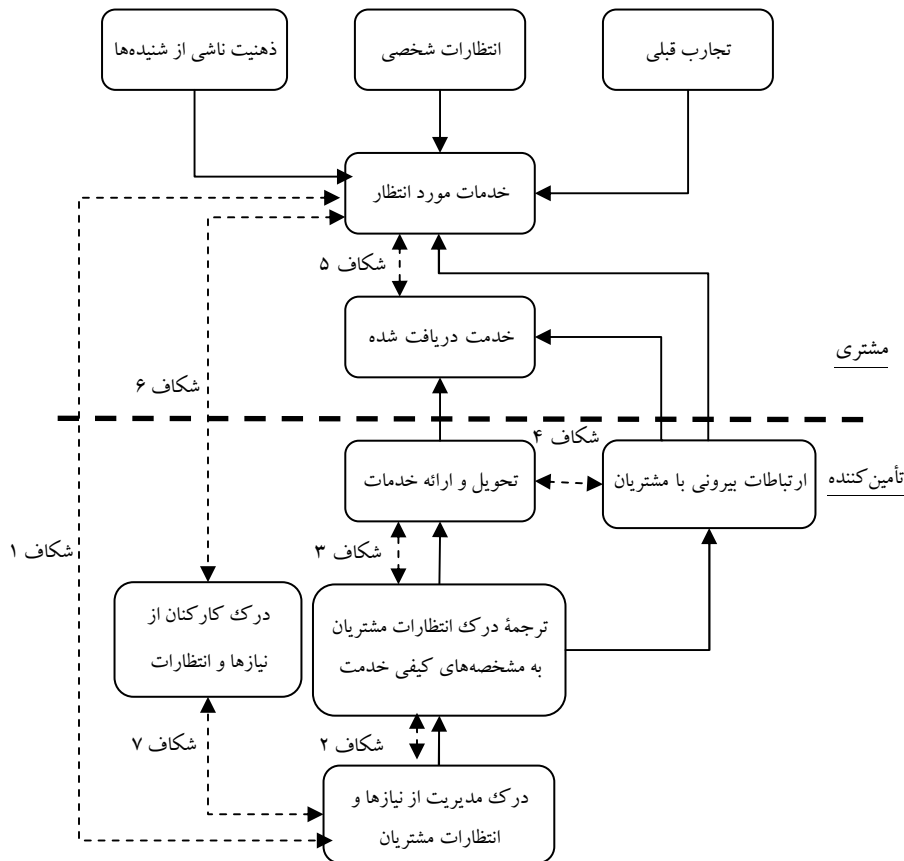 تجارب قبلی
انتظارات شخصی
ذهنیت ناشی از شنیده‌ها
خدمات مورد انتظار
شکاف ۵
خدمت دریافت شده
مشتری
شکاف ۶
شکاف ۴
تأمین‌کننده
ارتباطات بیرونی با مشتریان
تحویل و ارائه خدمات
شکاف ۳
شکاف ۱
ترجمهٔ درک انتظارات مشتریان
به مشخصه‌های کیفی خدمت
درک کارکنان از
نیازها و انتظارات
شکاف ۲
شکاف ۷
درک مدیریت از نیازها و
انتظارات مشتریان